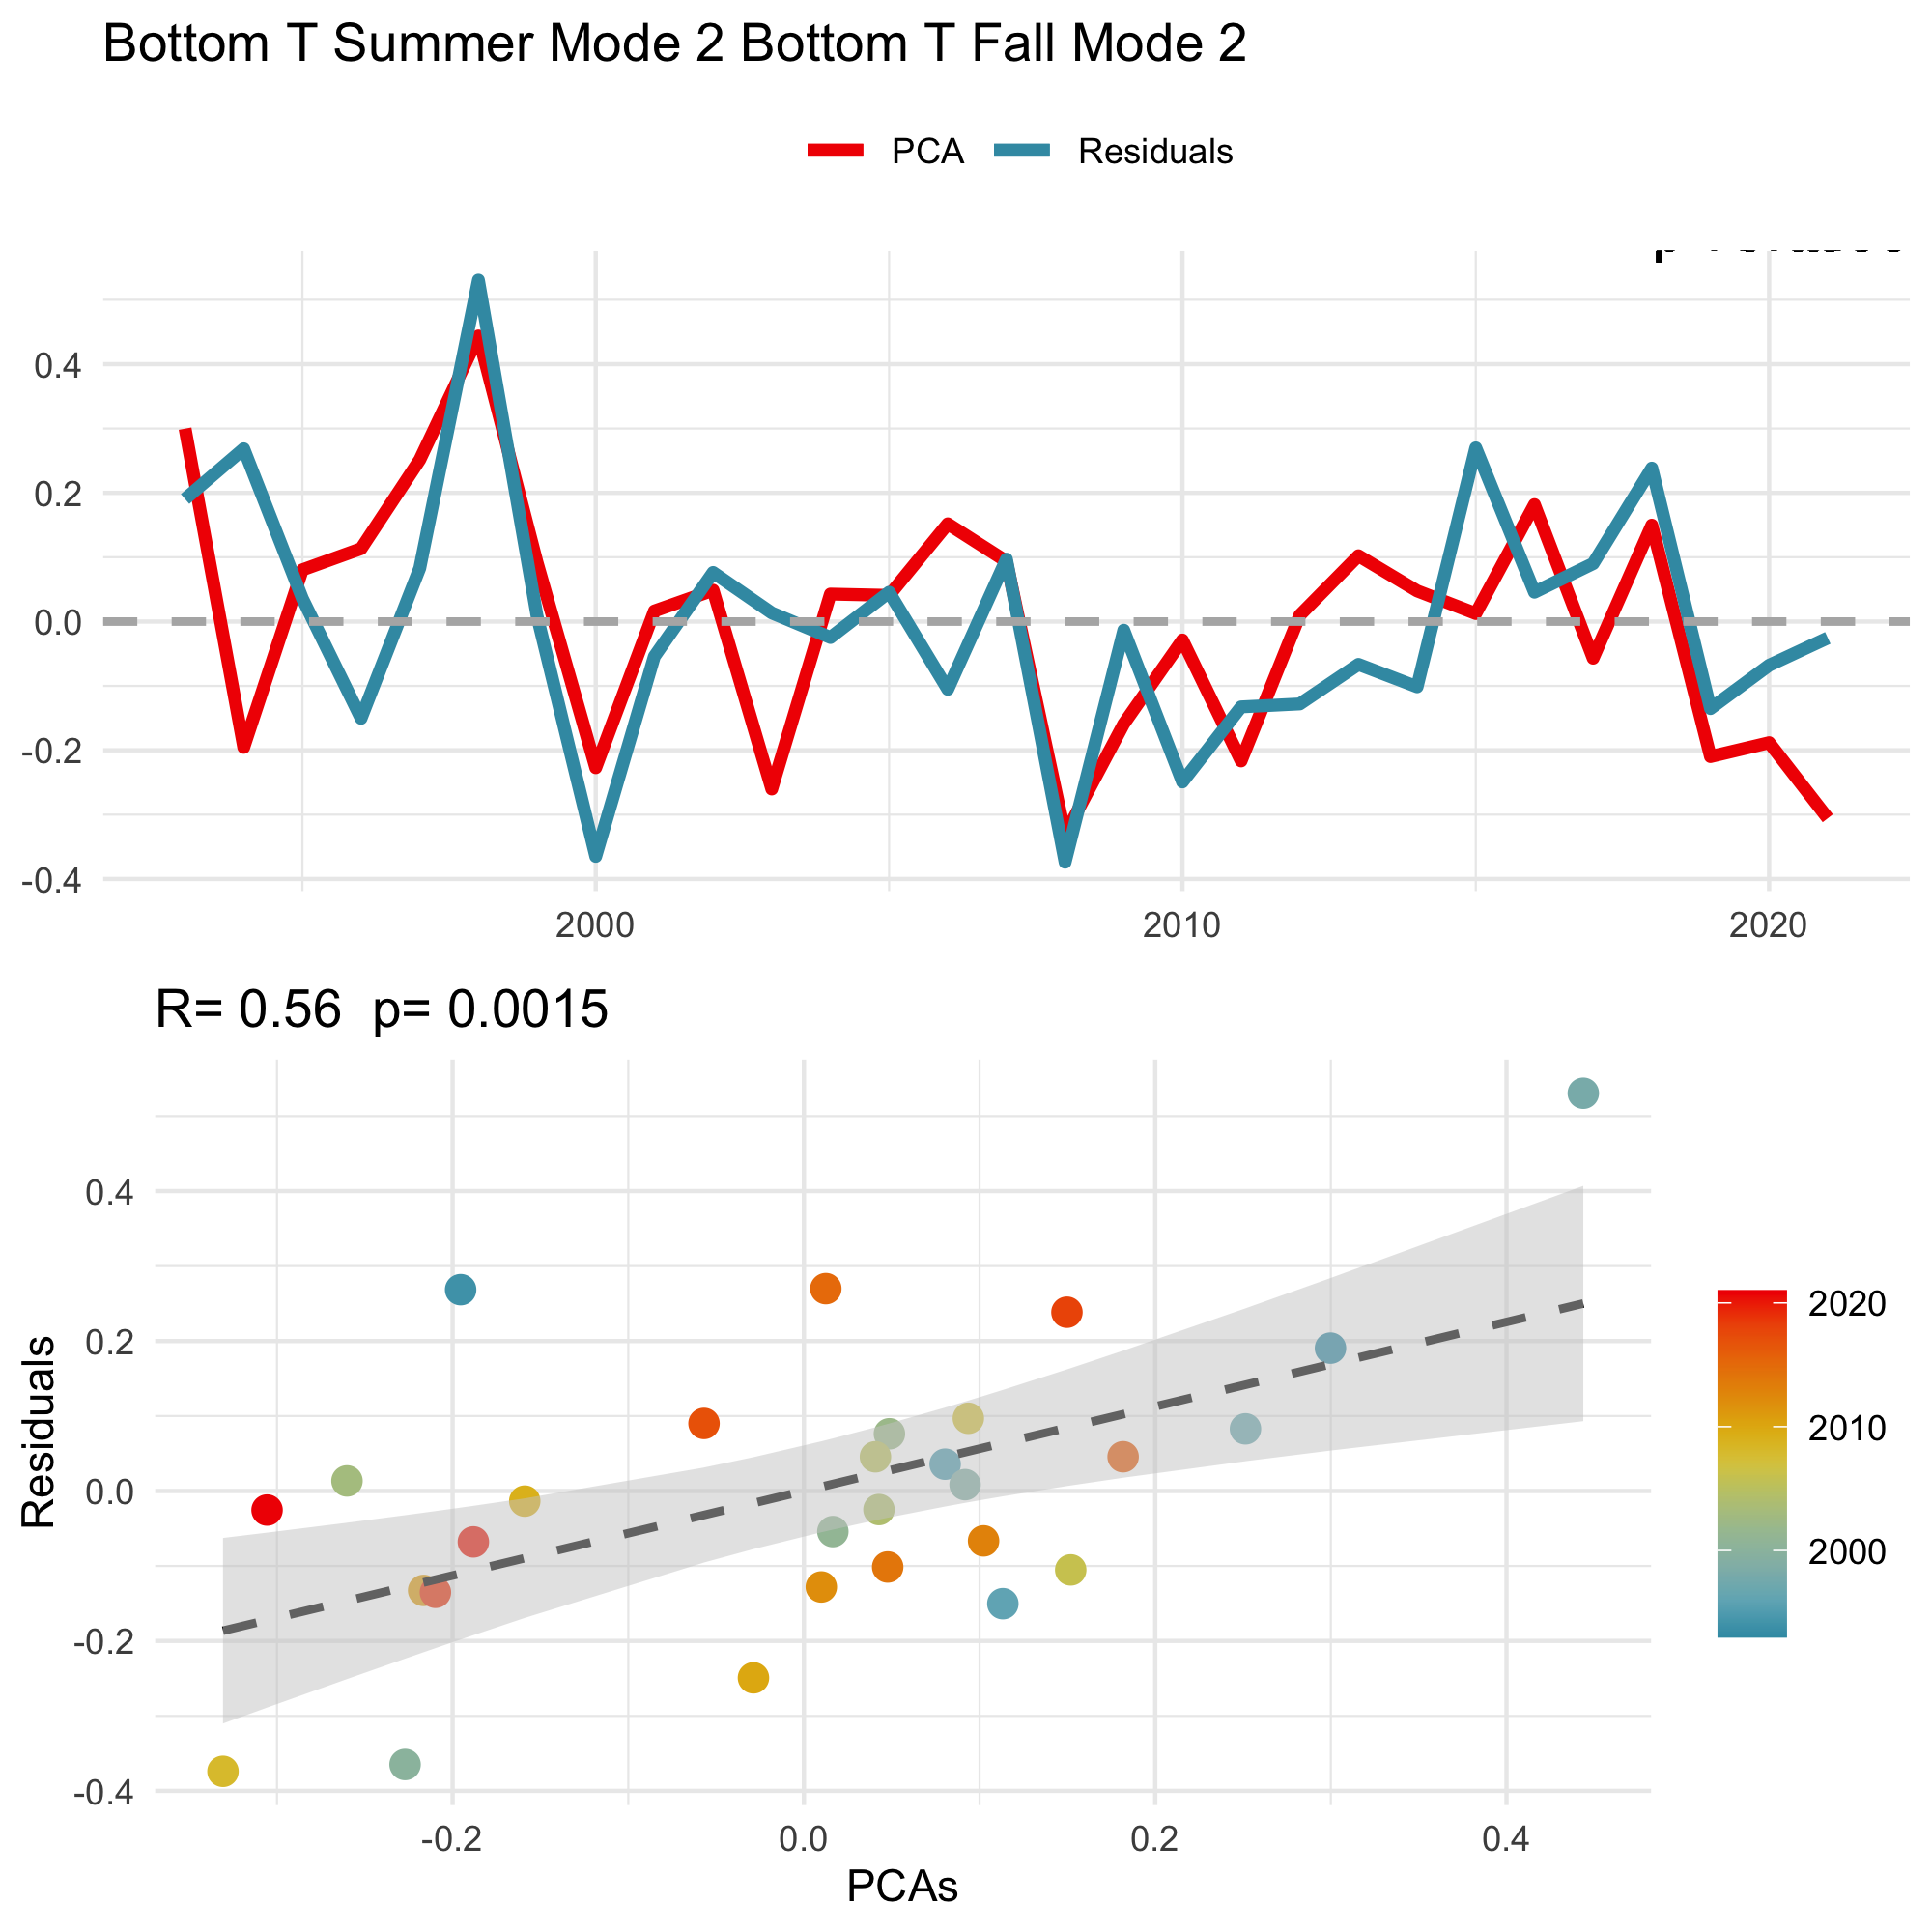 Bottom T Summer Mode 2 Bottom T Fall Mode 2
PCA Residuals
0.4
0.2
0.0
-0.2
-0.4
2000 2010 2020
R= 0.56 p= 0.0015
Residuals
0.4
0.2
0.0
-0.2
-0.4
-0.2 0.0 0.2 0.4
PCAs
2020
2010
2000